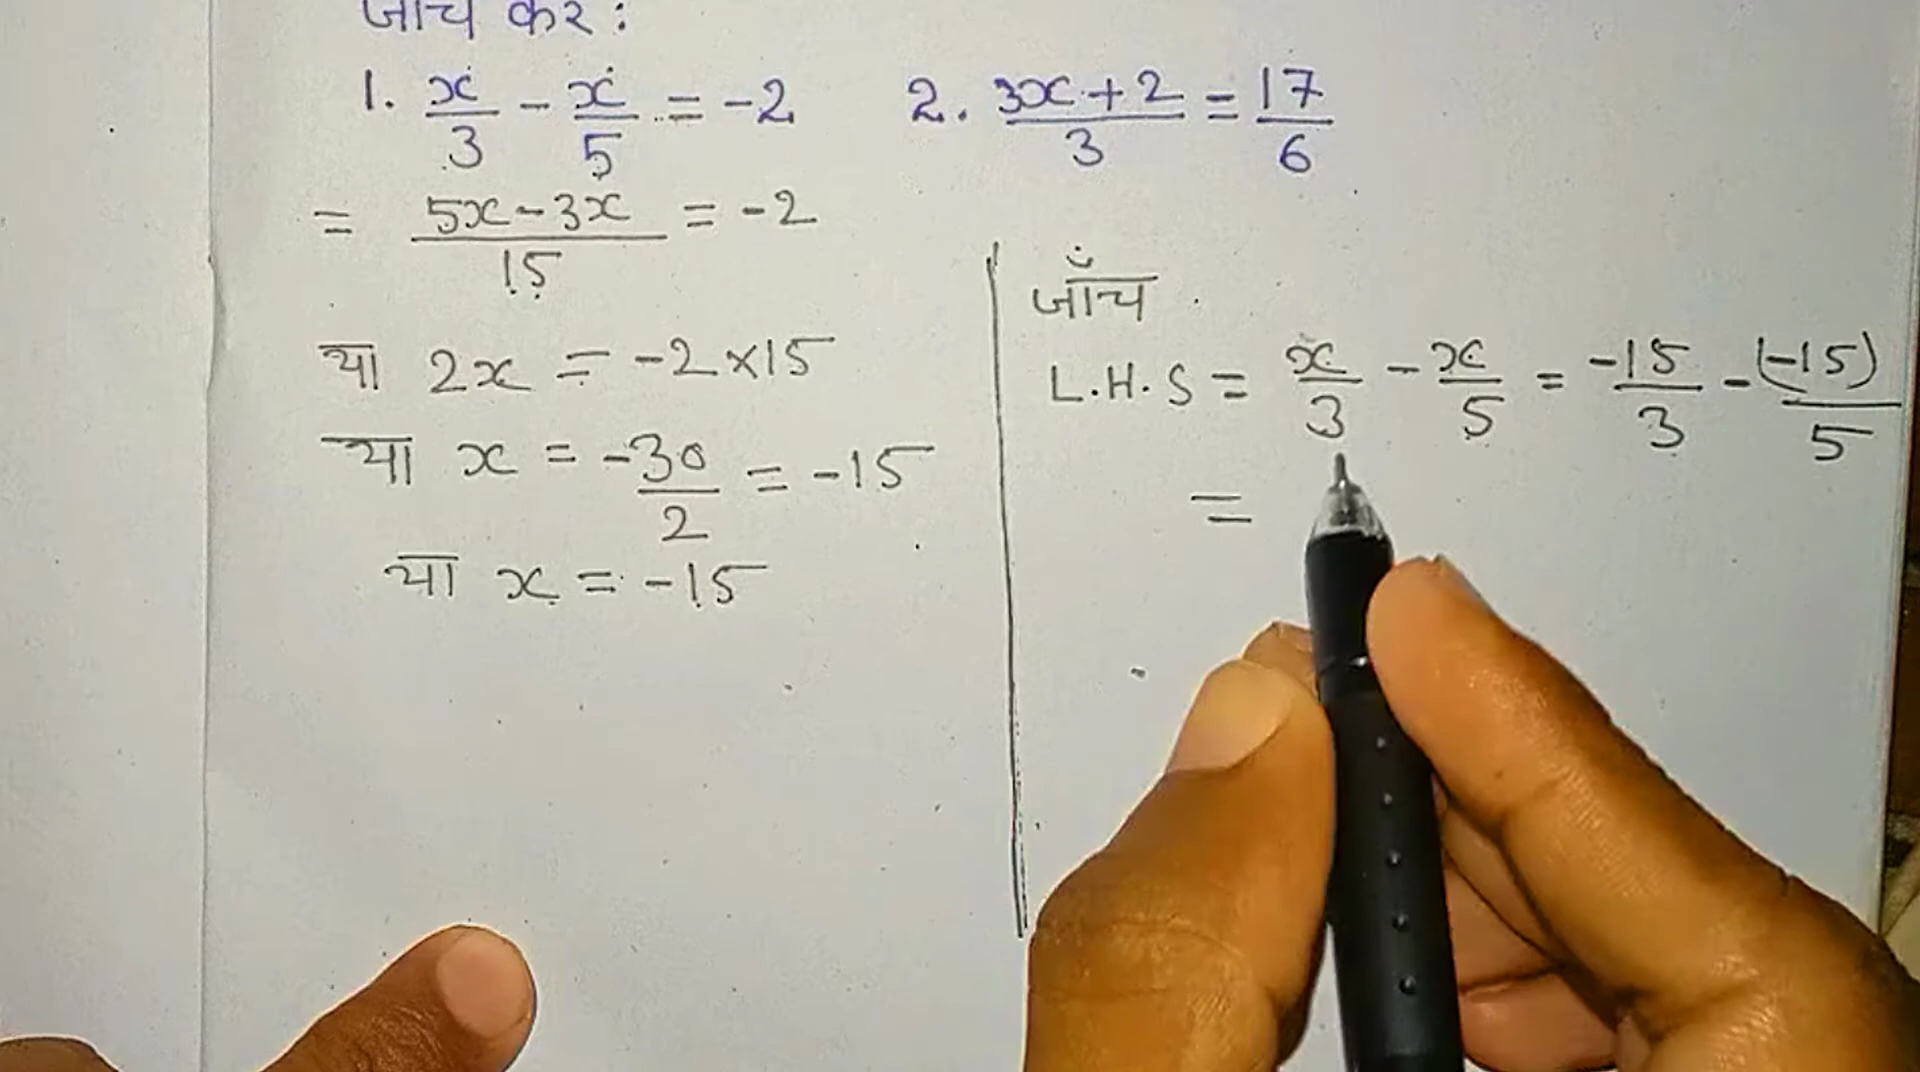 जाँच करें :
1. x/3 - x/5 = -2
2. 3x+2/3 = 17/6
= 5x-3x/15 = -2
या 2x = -2×15
या x = -30/2 = -15
या x = -15
जाँच
L.H.S = x/3 - x/5 = -15/3 - (-15)/5
=